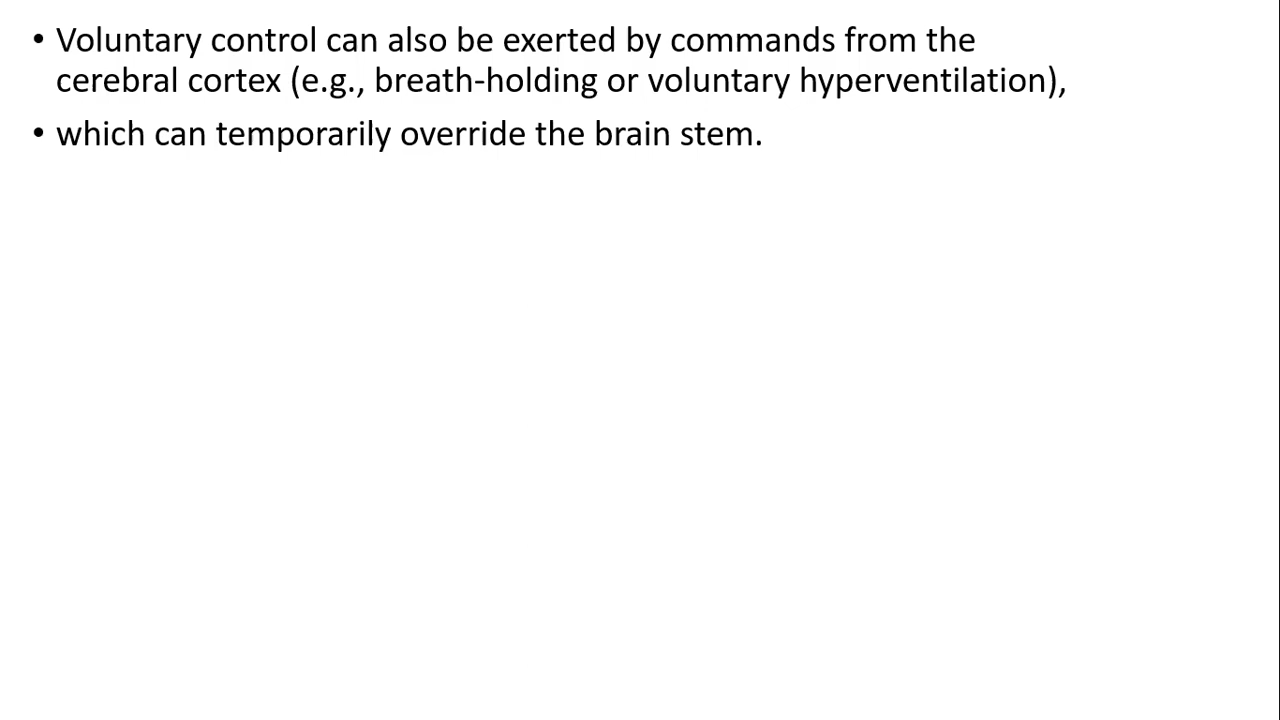 • Voluntary control can also be exerted by commands from the
cerebral cortex (e.g., breath-holding or voluntary hyperventilation),
• which can temporarily override the brain stem.